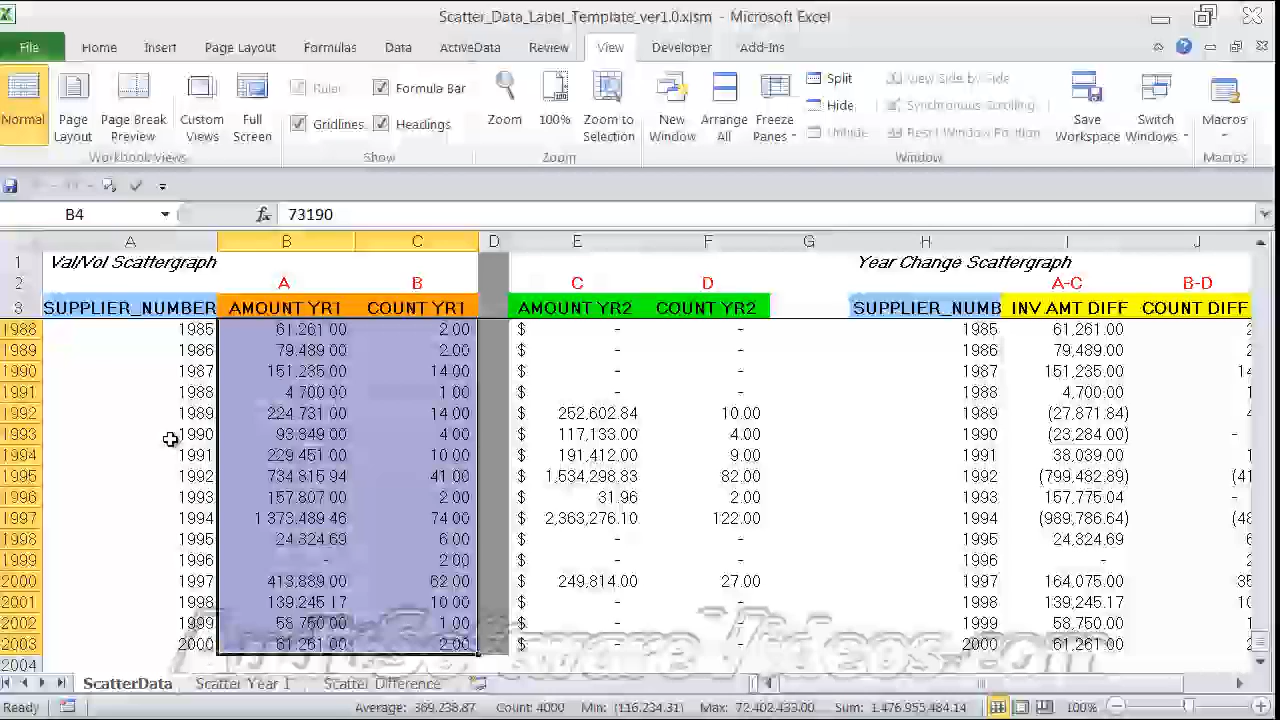 Scatter_Data_Label_Template_ver1.0.xlsm - Microsoft Excel
File Home Insert Page Layout Formulas Data ActiveData Review View Developer Add-Ins
Normal Page Layout Page Break Preview Custom Views Full Screen
Ruler Formula Bar
Gridlines Headings
Zoom 100% Zoom to Selection
New Window Arrange All Freeze Panes
Split View Side by Side
Hide Synchronous Scrolling
Unhide Reset Window Position
Save Workspace Switch Windows Macros
Workbook Views Show Zoom Window Macros
B4 fx 73190
A B C D E F G H I J
1 Val/Vol Scattergraph Year Change Scattergraph
2 A B C D A-C B-D
3 SUPPLIER_NUMBER AMOUNT YR1 COUNT YR1 AMOUNT YR2 COUNT YR2 SUPPLIER_NUMB INV AMT DIFF COUNT DIFF
1988 1985 61,261.00 2.00 $ - - 1985 61,261.00 2
1989 1986 79,489.00 2.00 $ - - 1986 79,489.00 2
1990 1987 151,235.00 14.00 $ - - 1987 151,235.00 14
1991 1988 4,700.00 1.00 $ - - 1988 4,700.00 1
1992 1989 224,731.00 14.00 $ 252,602.84 10.00 1989 (27,871.84) 4
1993 1990 93,849.00 4.00 $ 117,133.00 4.00 1990 (23,284.00) -
1994 1991 229,451.00 10.00 $ 191,412.00 9.00 1991 38,039.00 1
1995 1992 734,815.94 41.00 $ 1,534,298.83 82.00 1992 (799,482.89) (41
1996 1993 157,807.00 2.00 $ 31.96 2.00 1993 157,775.04 -
1997 1994 1,373,489.46 74.00 $ 2,363,276.10 122.00 1994 (989,786.64) (48
1998 1995 24,324.69 6.00 $ - - 1995 24,324.69 6
1999 1996 - 2.00 $ - - 1996 - 2
2000 1997 413,889.00 62.00 $ 249,814.00 27.00 1997 164,075.00 35
2001 1998 139,245.17 10.00 $ - - 1998 139,245.17 10
2002 1999 58,750.00 1.00 $ - - 1999 58,750.00 1
2003 2000 61,261.00 2.00 $ - - 2000 61,261.00 2
2004
AuditSoftwareVideos.com
ScatterData Scatter Year 1 Scatter Difference
Ready Average: 369,238.87 Count: 4000 Min: (116,234.31) Max: 72,402,433.00 Sum: 1,476,955,484.14 100%